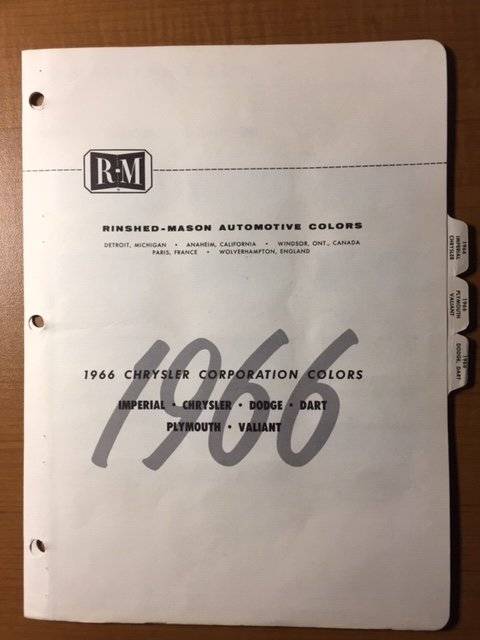 R-M
RINSHED-MASON AUTOMOTIVE COLORS
DETROIT, MICHIGAN • ANAHEIM, CALIFORNIA • WINDSOR, ONT., CANADA
PARIS, FRANCE • WOLVERHAMPTON, ENGLAND
1966
1966 CHRYSLER CORPORATION COLORS
IMPERIAL • CHRYSLER • DODGE • DART
PLYMOUTH • VALIANT
1966
IMPERIAL
CHRYSLER
1966
PLYMOUTH
VALIANT
1966
DODGE, DART